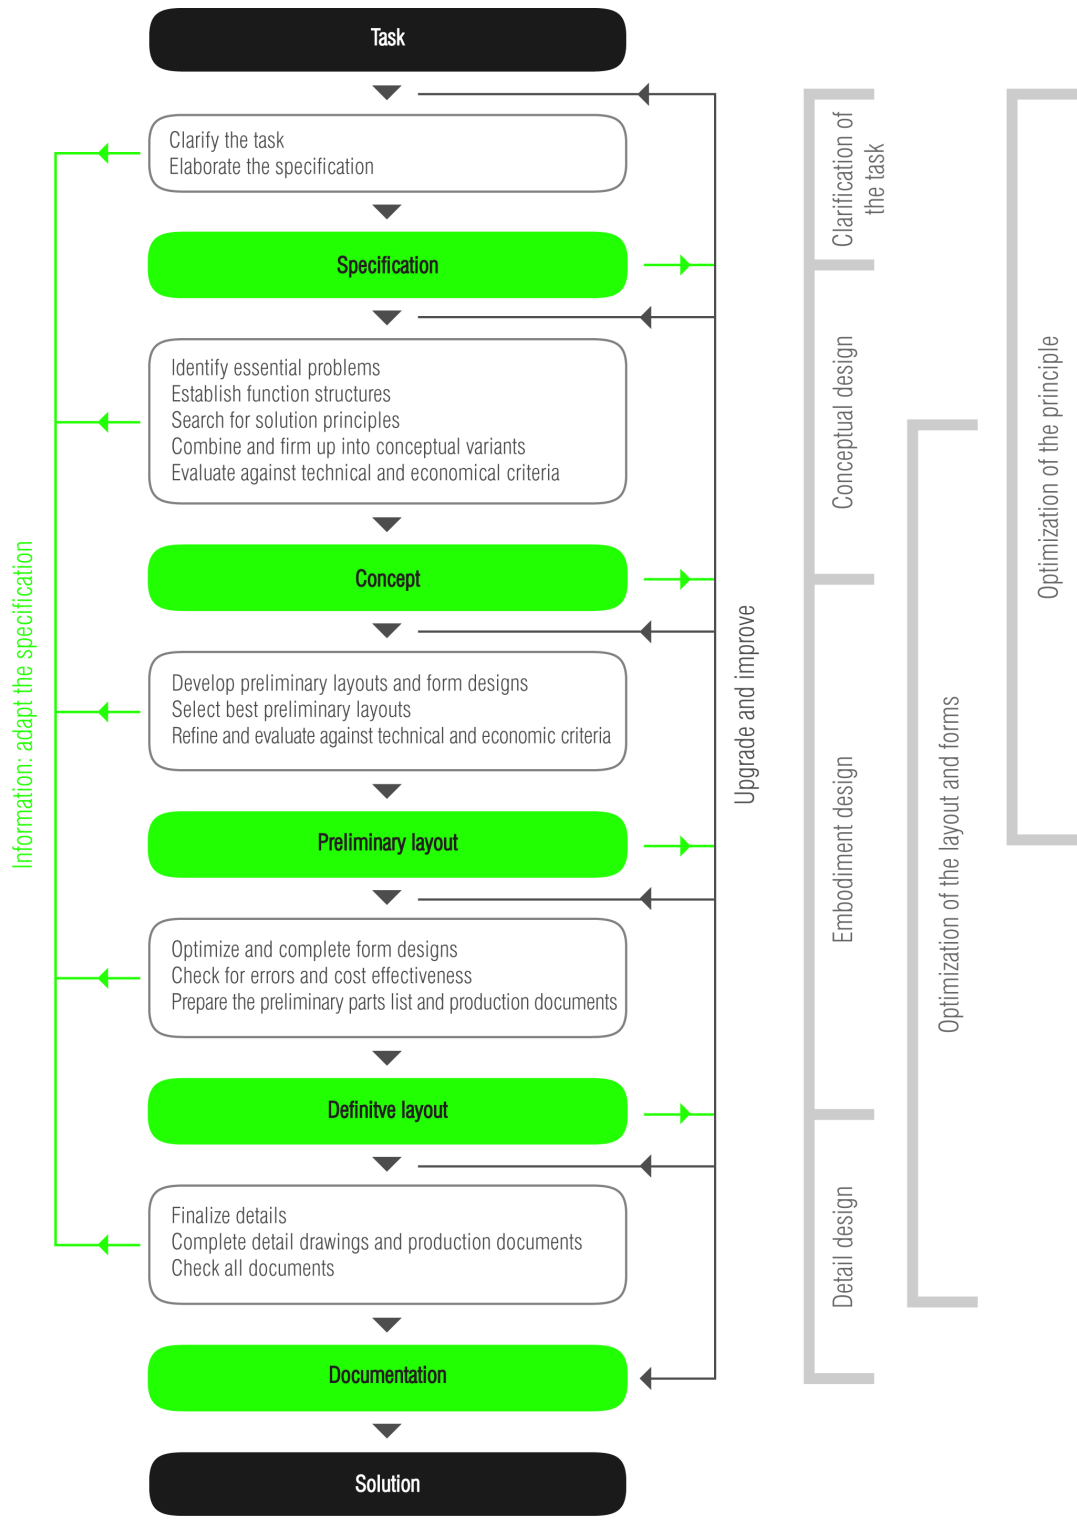 Task
Clarify the task
Elaborate the specification
Specification
Identify essential problems
Establish function structures
Search for solution principles
Combine and firm up into conceptual variants
Evaluate against technical and economical criteria
Concept
Develop preliminary layouts and form designs
Select best preliminary layouts
Refine and evaluate against technical and economic criteria
Preliminary layout
Optimize and complete form designs
Check for errors and cost effectiveness
Prepare the preliminary parts list and production documents
Definitve layout
Finalize details
Complete detail drawings and production documents
Check all documents
Documentation
Solution
Information: adapt the specification
Upgrade and improve
Clarification of
the task
Conceptual design
Embodiment design
Detail design
Optimization of the layout and forms
Optimization of the principle